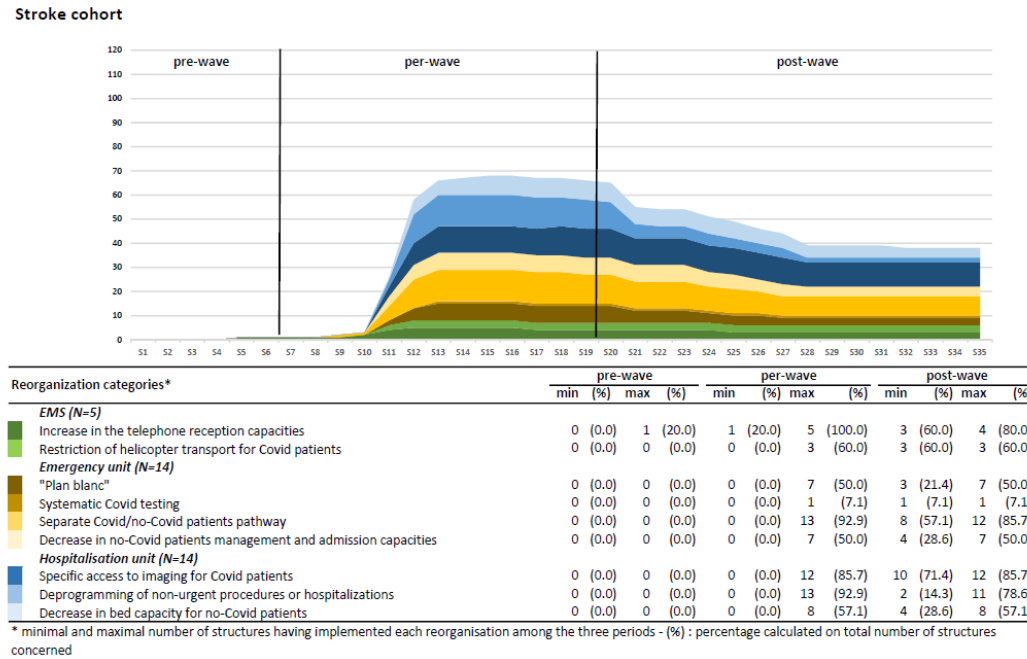 Stroke cohort
120
110
100
90
80
70
60
50
40
30
20
10
0
pre-wave per-wave post-wave
S1 S2 S3 S4 S5 S6 S7 S8 S9 S10 S11 S12 S13 S14 S15 S16 S17 S18 S19 S20 S21 S22 S23 S24 S25 S26 S27 S28 S29 S30 S31 S32 S33 S34 S35
Reorganization categories* pre-wave per-wave post-wave
min (%) max (%) min (%) max (%) min (%) max (%
EMS (N=5)
Increase in the telephone reception capacities 0 (0.0) 1 (20.0) 1 (20.0) 5 (100.0) 3 (60.0) 4 (80.0
Restriction of helicopter transport for Covid patients 0 (0.0) 0 (0.0) 0 (0.0) 3 (60.0) 3 (60.0) 3 (60.0
Emergency unit (N=14)
"Plan blanc" 0 (0.0) 0 (0.0) 0 (0.0) 7 (50.0) 3 (21.4) 7 (50.0
Systematic Covid testing 0 (0.0) 0 (0.0) 0 (0.0) 1 (7.1) 1 (7.1) 1 (7.1
Separate Covid/no-Covid patients pathway 0 (0.0) 0 (0.0) 0 (0.0) 13 (92.9) 8 (57.1) 12 (85.7
Decrease in no-Covid patients management and admission capacities 0 (0.0) 0 (0.0) 0 (0.0) 7 (50.0) 4 (28.6) 7 (50.0
Hospitalisation unit (N=14)
Specific access to imaging for Covid patients 0 (0.0) 0 (0.0) 0 (0.0) 12 (85.7) 10 (71.4) 12 (85.7
Deprogramming of non-urgent procedures or hospitalizations 0 (0.0) 0 (0.0) 0 (0.0) 13 (92.9) 2 (14.3) 11 (78.6
Decrease in bed capacity for no-Covid patients 0 (0.0) 0 (0.0) 0 (0.0) 8 (57.1) 4 (28.6) 8 (57.1
* minimal and maximal number of structures having implemented each reorganisation among the three periods - (%) : percentage calculated on total number of structures
concerned